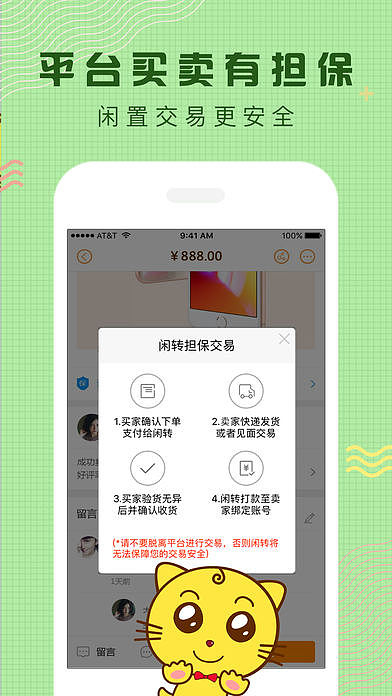 平台买卖有担保
闲置交易更安全
AT&T
9:41 AM
100%
￥888.00
闲转担保交易
1.买家确认下单
支付给闲转
2.卖家快递发货
或者见面交易
3.买家验货无异
后并确认收货
4.闲转打款至卖
家绑定账号
(*请不要脱离平台进行交易，否则闲转将
无法保障您的交易安全)
成功
好评
留言
1天前
留言